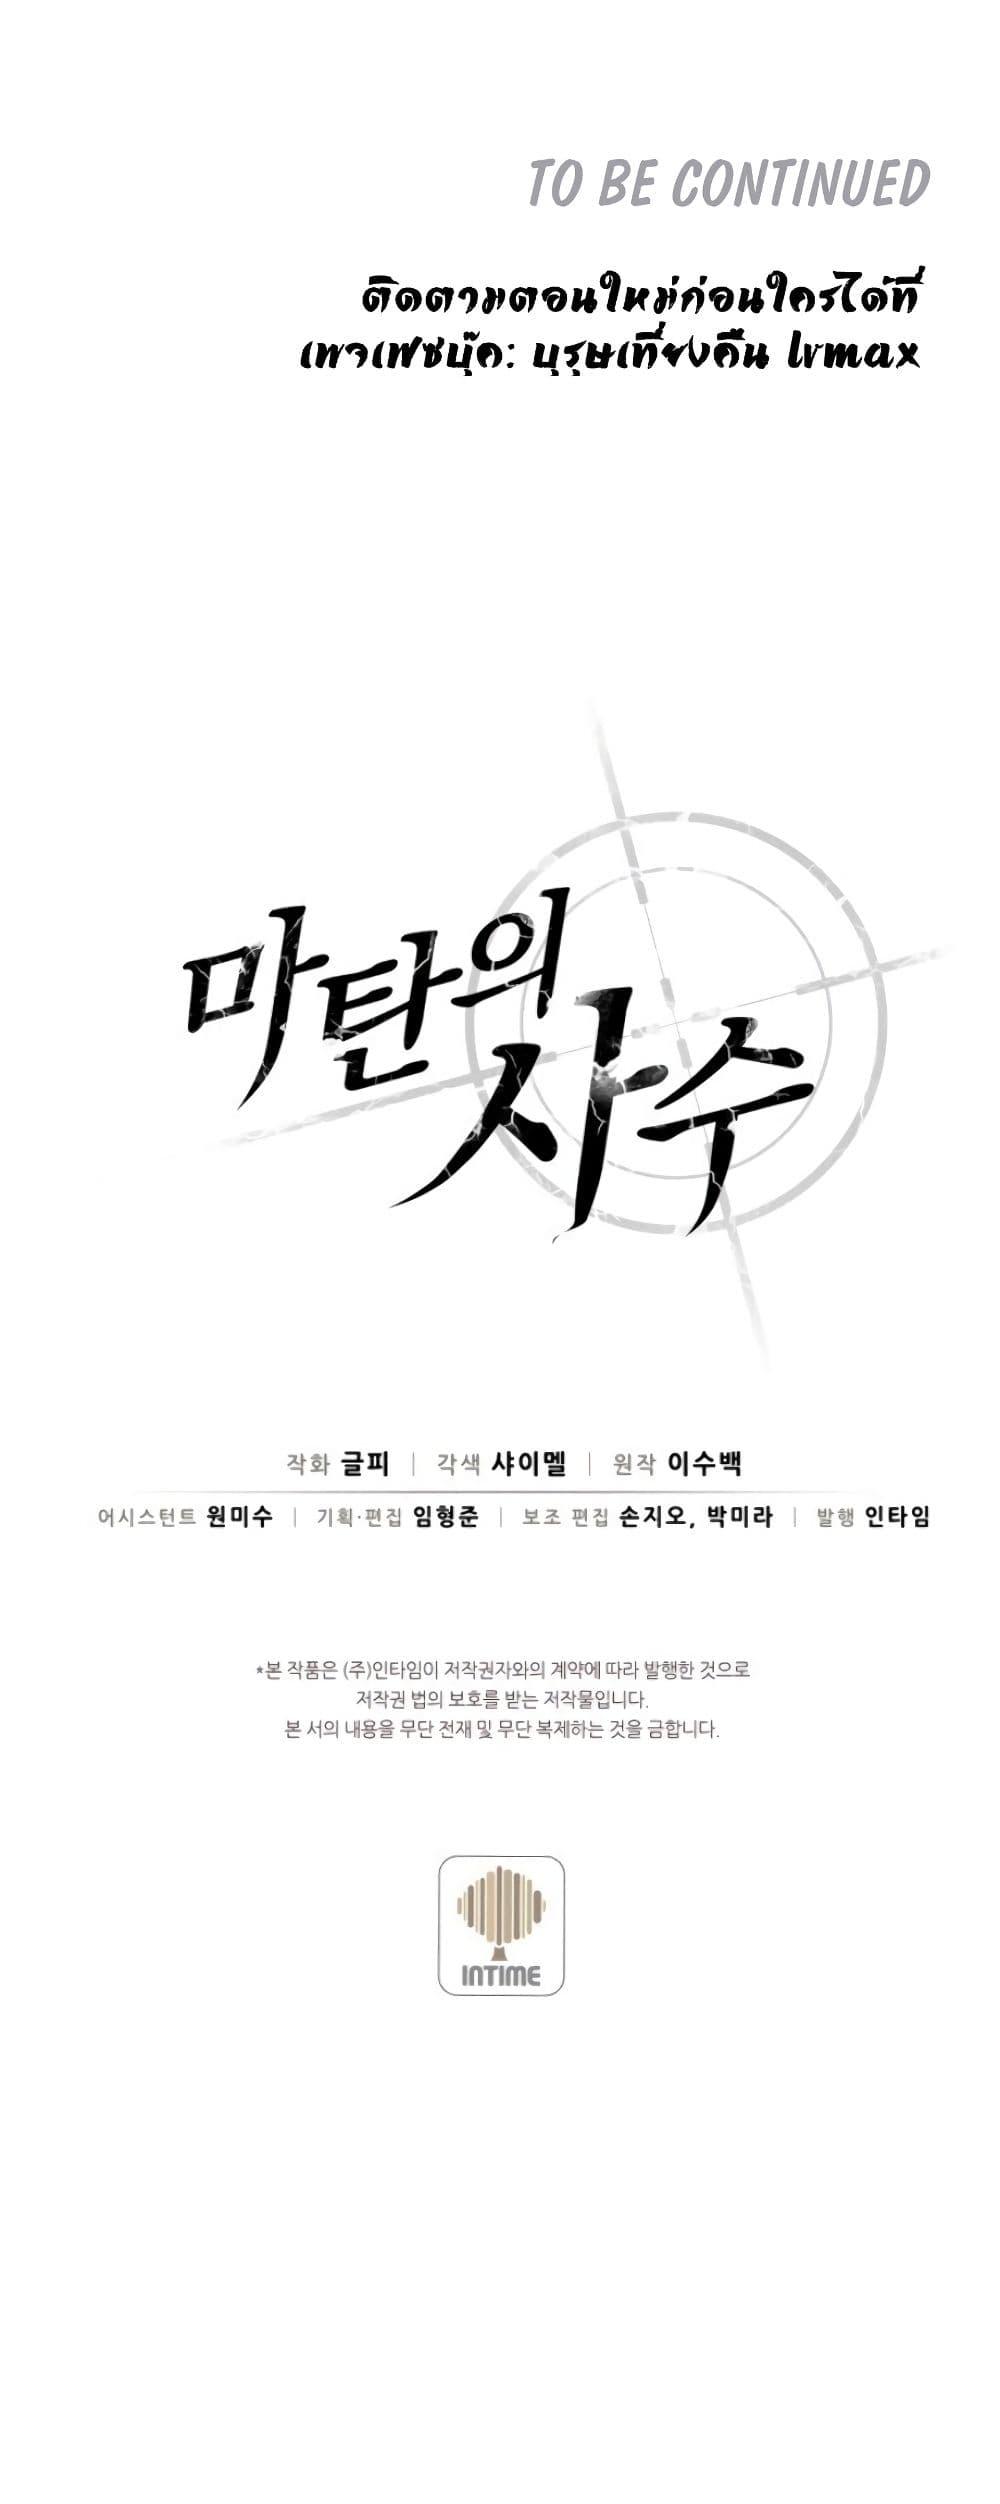 TO BE CONTINUED
ติดตามตอนใหม่ก่อนใครได้ที่
เพจเฟซบุ๊ค: บุรุษเที่ยงคืน lvmax
마탄의
사수
작화 글피 | 각색 샤이멜 | 원작 이수백
어시스턴트 원미수 | 기획·편집 임형준 | 보조 편집 손지오, 박미라 | 발행 인타임
*본 작품은 (주)인타임이 저작권자와의 계약에 따라 발행한 것으로
저작권 법의 보호를 받는 저작물입니다.
본 서의 내용을 무단 전재 및 무단 복제하는 것을 금합니다.
INTIME